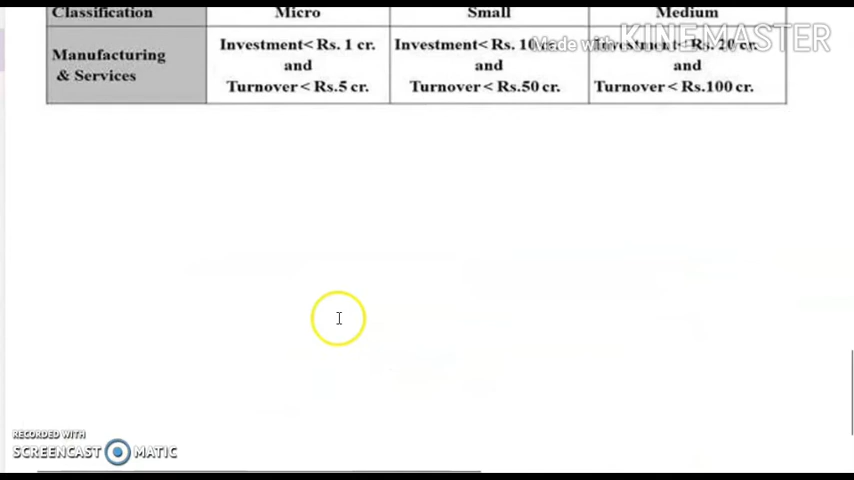 Classification Micro Small Medium
Manufacturing & Services
Investment< Rs. 1 cr.
and
Turnover < Rs.5 cr.
Investment< Rs. 10 cr.
and
Turnover < Rs.50 cr.
Investment< Rs. 20 cr.
and
Turnover < Rs.100 cr.
Made with KINEMASTER
RECORDED WITH
SCREENCAST MATIC